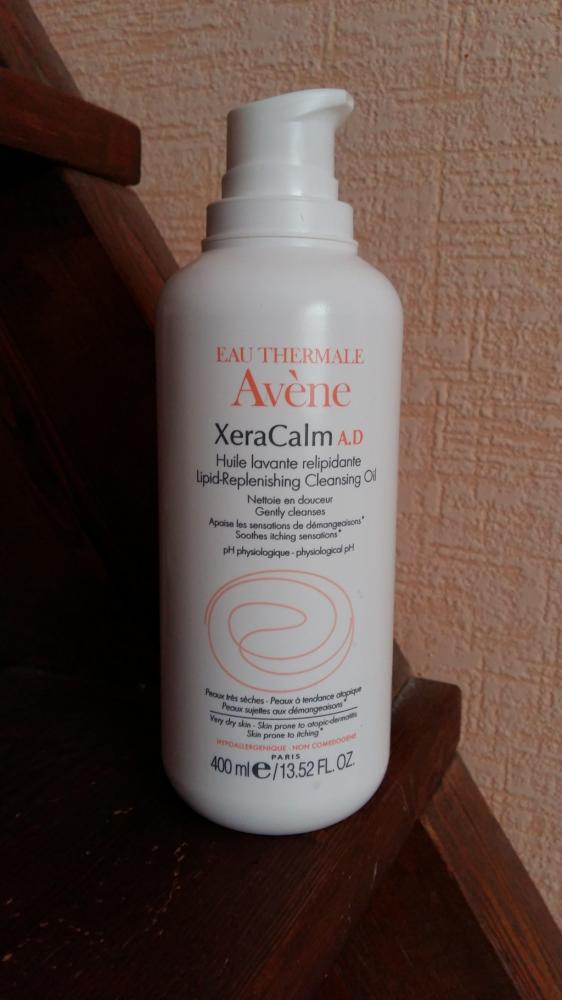 EAU THERMALE
Avène
XeraCalm A.D
Huile lavante relipidante
Lipid-Replenishing Cleansing Oil
Nettoie en douceur
Gently cleanses
Apaise les sensations de démangeaisons*
Soothes itching sensations*
pH physiologique - physiological pH
Peaux très sèches - Peaux à tendance atopique
Peaux sujettes aux démangeaisons*
Very dry skin - Skin prone to atopic-dermatitis
Skin prone to itching*
HYPOALLERGENIQUE - NON COMEDOGENE
PARIS
400 ml e/13.52 FL. OZ.